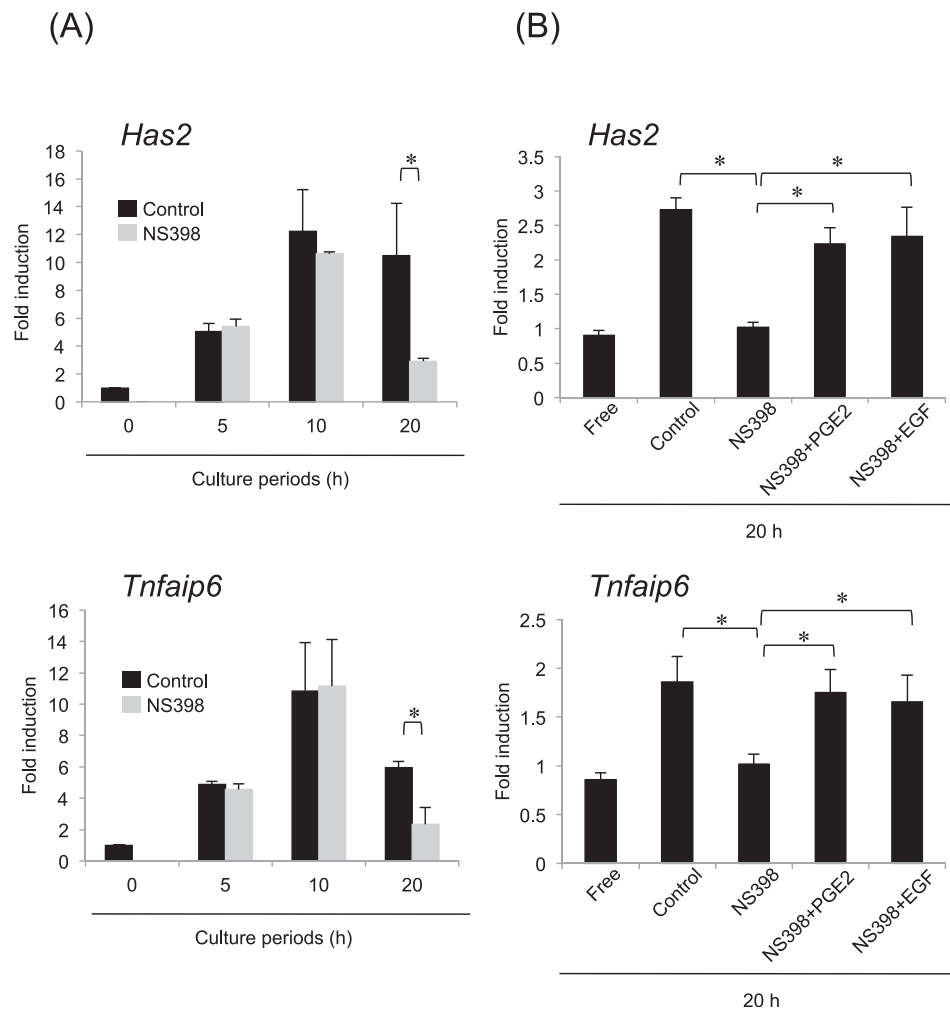 (A)
Has2
Fold induction
18
16
14
12
10
8
6
4
2
0
Control
NS398
*
0 5 10 20
Culture periods (h)
Tnfaip6
Fold induction
16
14
12
10
8
6
4
2
0
Control
NS398
*
0 5 10 20
Culture periods (h)
(B)
Has2
Fold induction
3.5
3
2.5
2
1.5
1
0.5
0
* * *
Free Control NS398 NS398+PGE2 NS398+EGF
20 h
Tnfaip6
Fold induction
2.5
2
1.5
1
0.5
0
* * *
Free Control NS398 NS398+PGE2 NS398+EGF
20 h